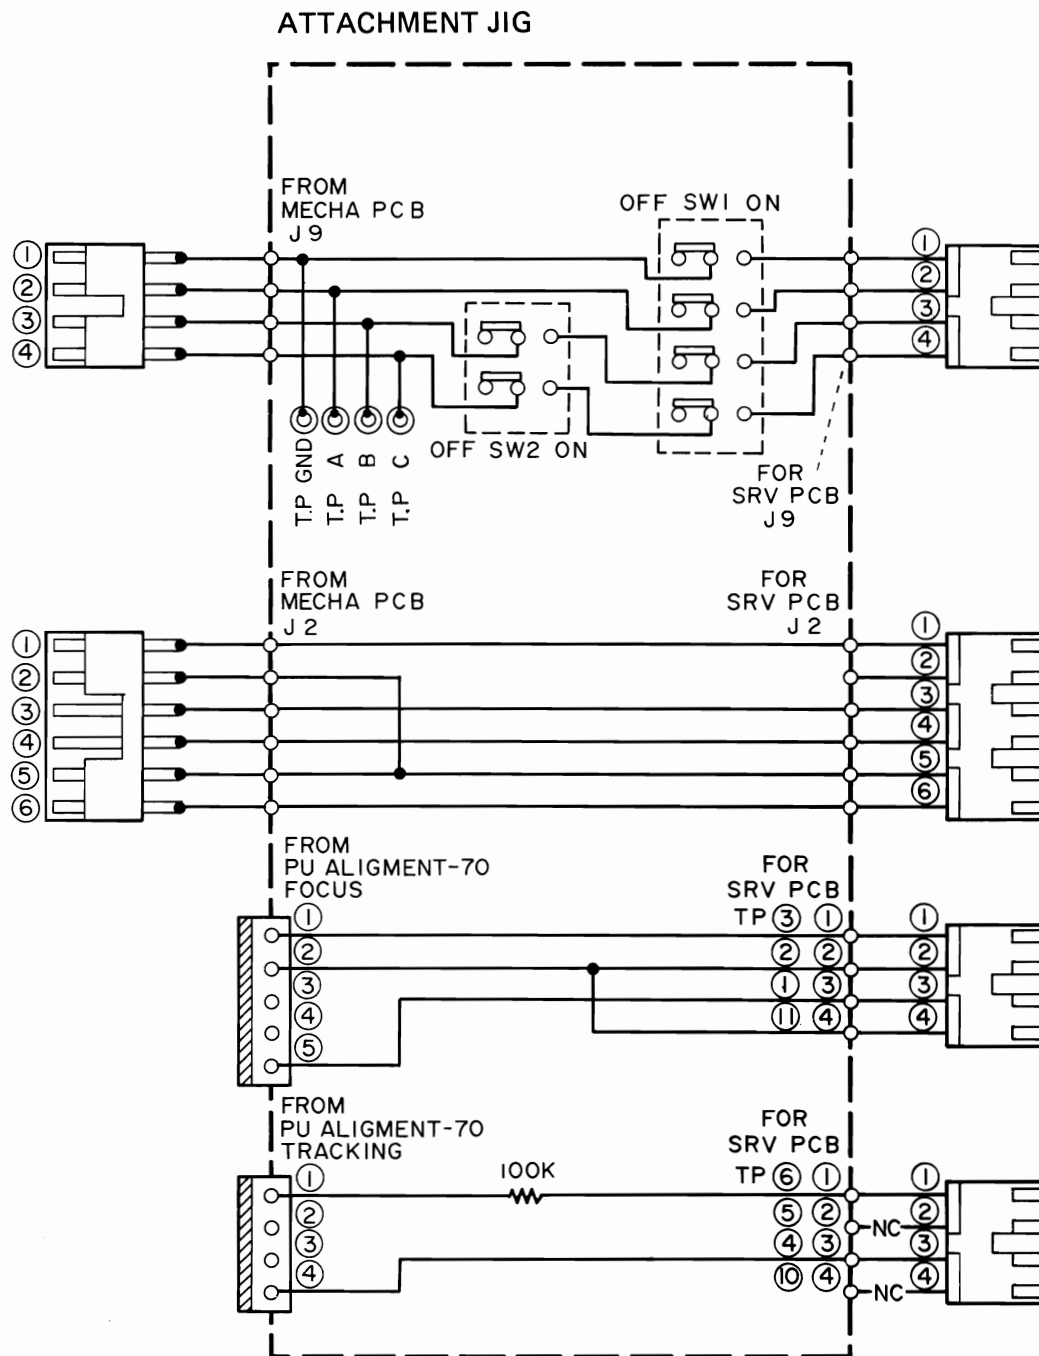 ATTACHMENT JIG
FROM
MECHA PCB
J9
OFF SW1 ON
① ② ③ ④
① ② ③ ④
OFF SW2 ON
T.P GND
T.P A
T.P B
T.P C
FOR
SRV PCB
J9
FROM
MECHA PCB
J2
FOR
SRV PCB
J2
① ② ③ ④ ⑤ ⑥
① ② ③ ④ ⑤ ⑥
FROM
PU ALIGMENT-70
FOCUS
① ② ③ ④ ⑤
FOR
SRV PCB
TP ③ ① ①
② ② ②
① ③ ③
⑪ ④ ④
FROM
PU ALIGMENT-70
TRACKING
① ② ③ ④
100K
FOR
SRV PCB
TP ⑥ ① ①
⑤ ② NC ②
④ ③ ③
⑩ ④ NC ④